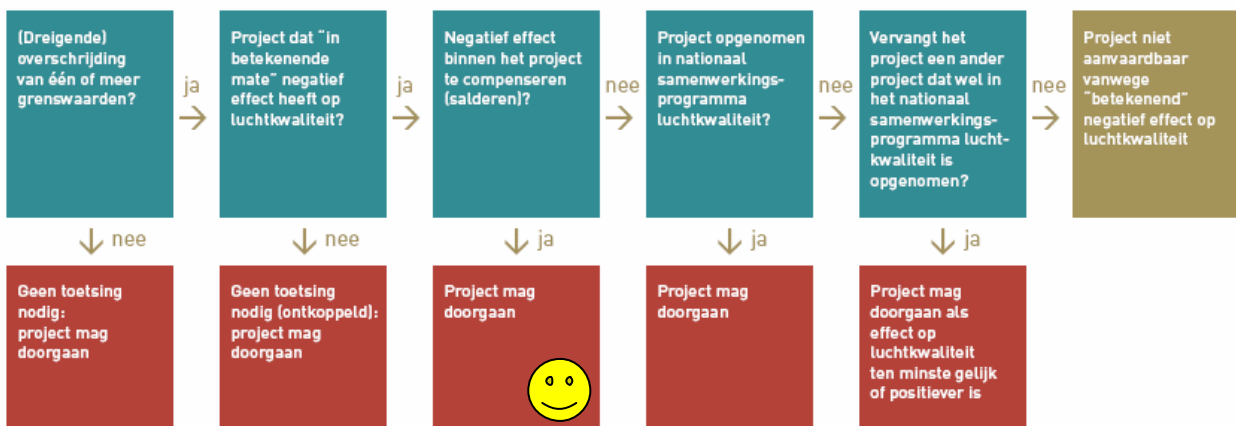 (Dreigende)
overschrijding
van één of meer
grenswaarden?
ja
Project dat "in
betekenende
mate" negatief
effect heeft op
luchtkwaliteit?
ja
Negatief effect
binnen het project
te compenseren
(salderen)?
nee
Project opgenomen
in nationaal
samenwerkings-
programma
luchtkwaliteit?
nee
Vervangt het
project een ander
project dat wel in
het nationaal
samenwerkings-
programma lucht-
kwaliteit is
opgenomen?
nee
Project niet
aanvaardbaar
vanwege
"betekenend"
negatief effect op
luchtkwaliteit
nee
nee
ja
ja
ja
Geen toetsing
nodig:
project mag
doorgaan
Geen toetsing
nodig (ontkoppeld):
project mag
doorgaan
Project mag
doorgaan
Project mag
doorgaan
Project mag
doorgaan als
effect op
luchtkwaliteit
ten minste gelijk
of positiever is